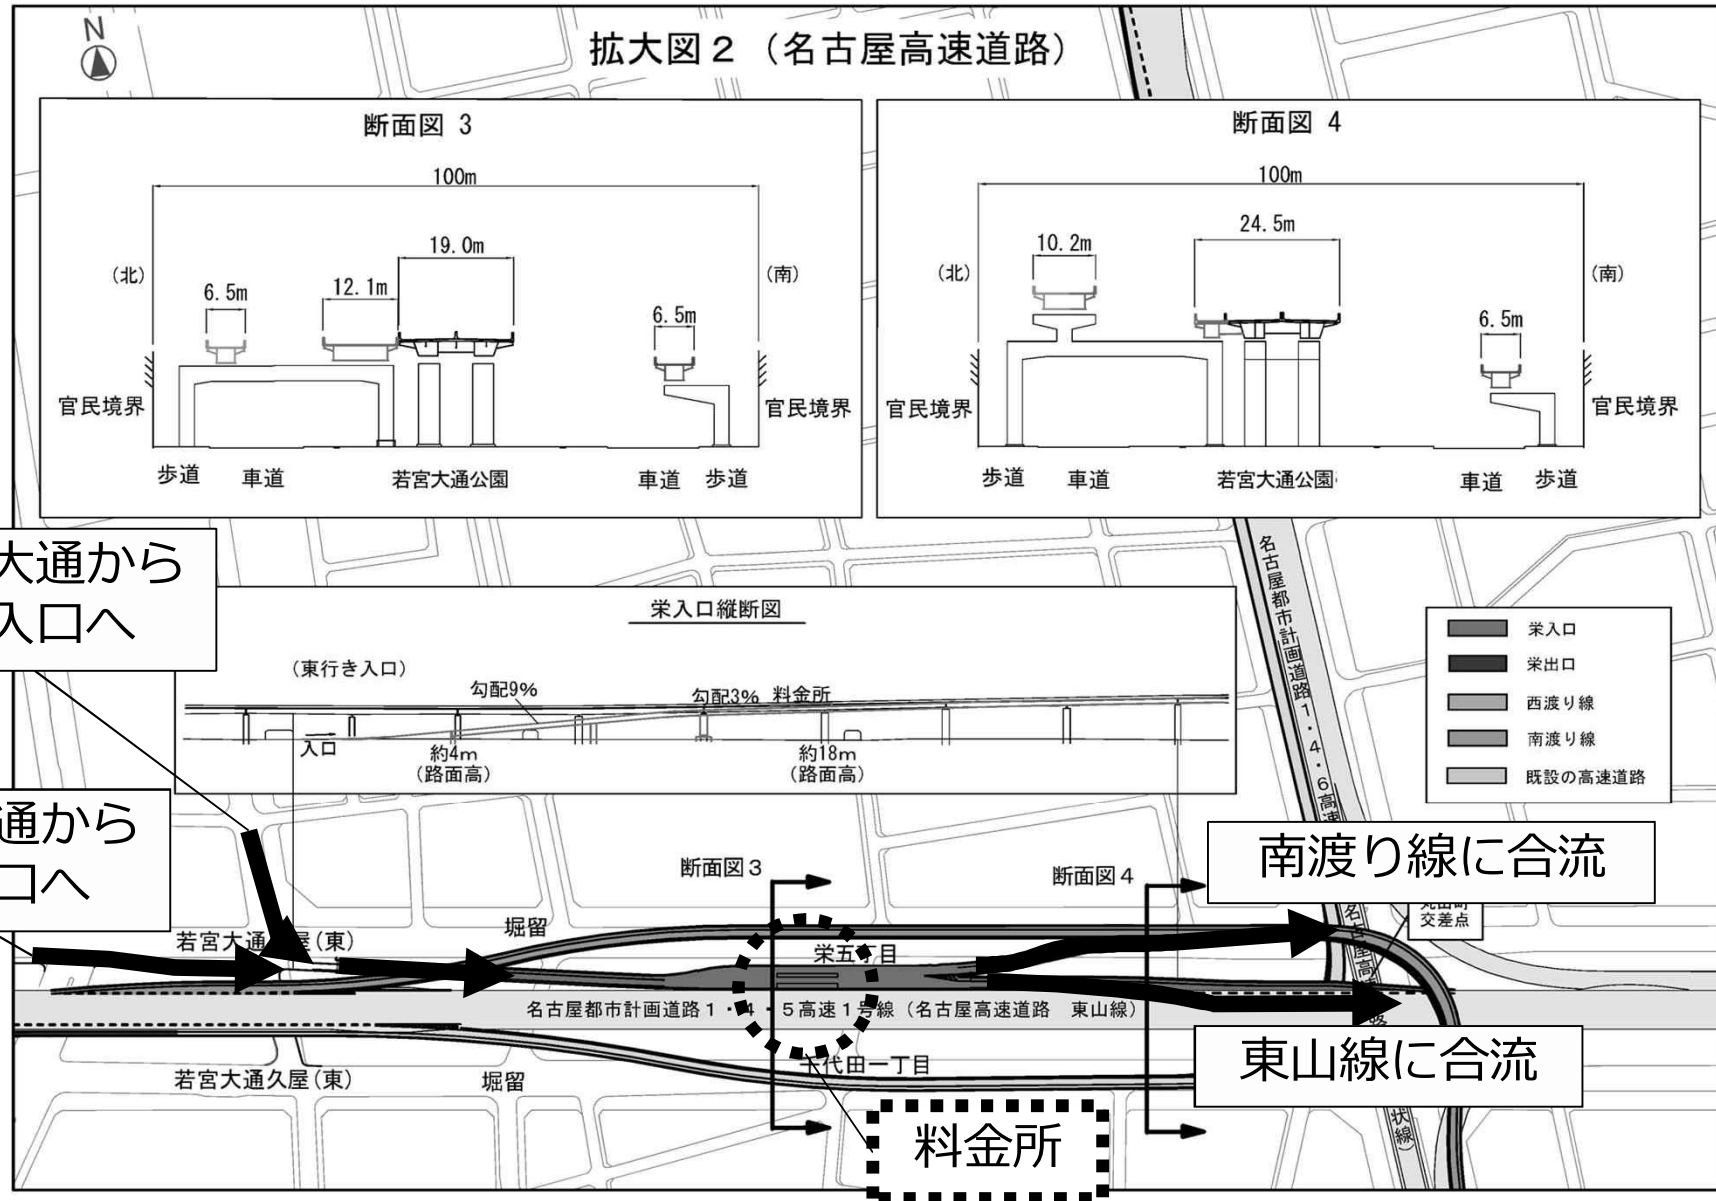 N
拡大図２（名古屋高速道路）
断面図 3
100m
19.0m
12.1m
6.5m
6.5m
(北)
(南)
官民境界
官民境界
歩道
車道
若宮大通公園
車道
歩道
断面図 4
100m
24.5m
10.2m
6.5m
(北)
(南)
官民境界
官民境界
歩道
車道
若宮大通公園
車道
歩道
大通から
入口へ
栄入口縦断図
(東行き入口)
勾配9%
勾配3%
料金所
入口
約4m
(路面高)
約18m
(路面高)
名古屋都市計画道路1・4・6高速
栄入口
栄出口
西渡り線
南渡り線
既設の高速道路
通から
口へ
断面図3
断面図4
南渡り線に合流
交差点
若宮大通
屋(東)
堀留
栄五丁目
名古屋高
名古屋都市計画道路１・４・５高速１号線（名古屋高速道路　東山線）
路
東山線に合流
若宮大通久屋(東)
堀留
千代田一丁目
状線)
料金所